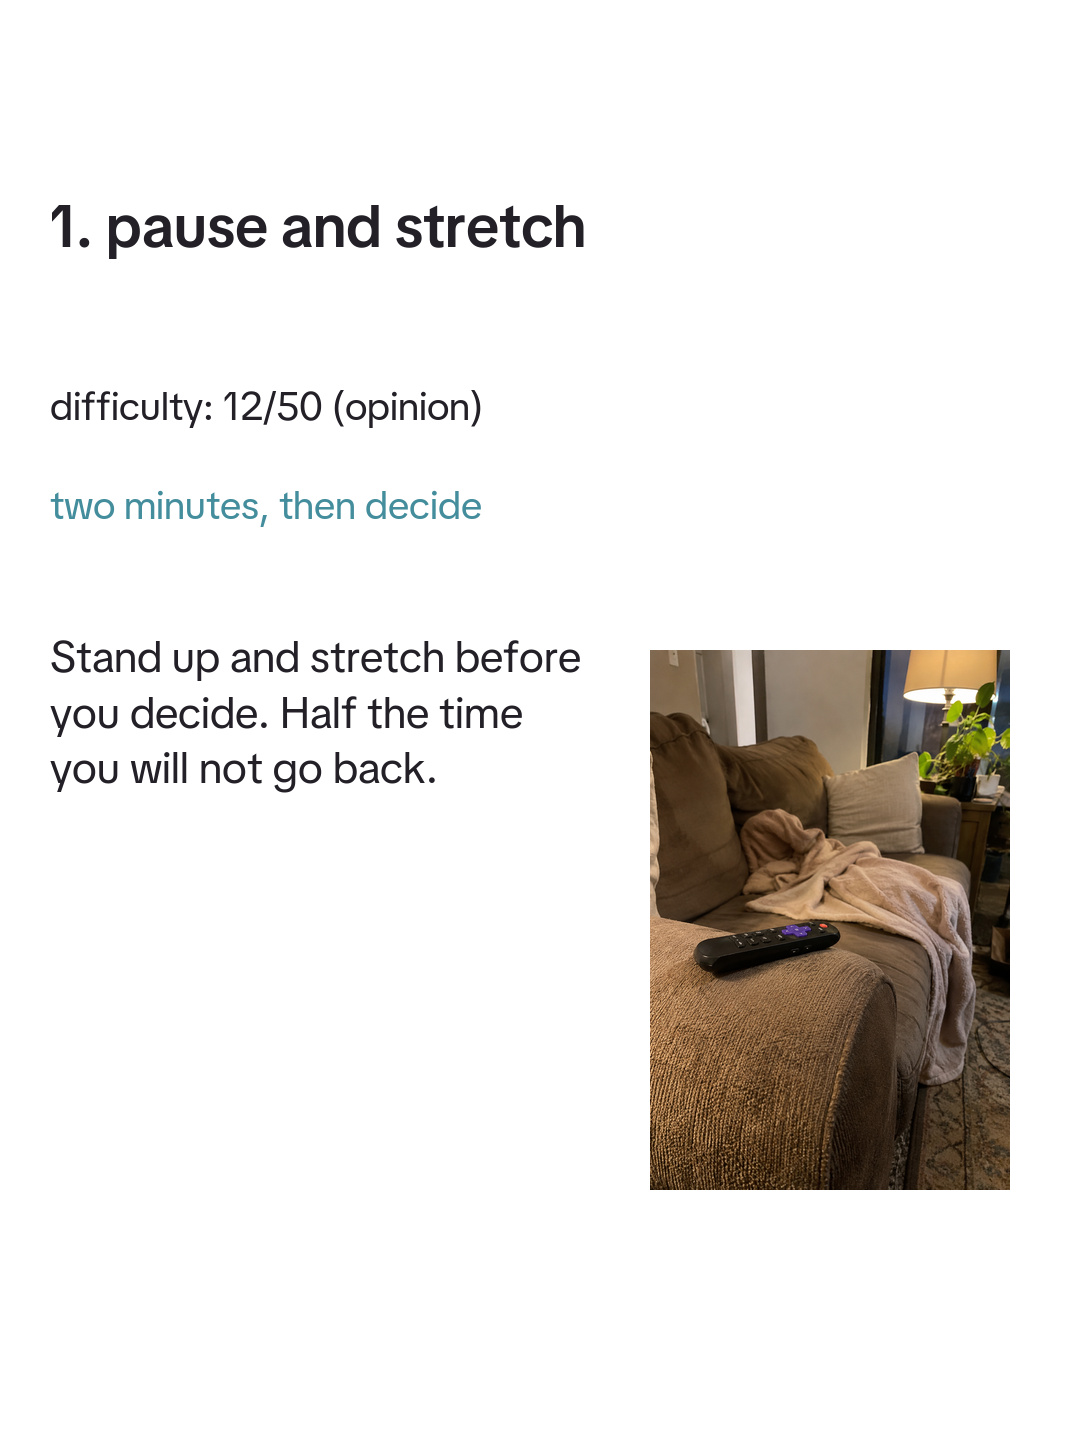 1. pause and stretch
difficulty: 12/50 (opinion)
two minutes, then decide
Stand up and stretch before
you decide. Half the time
you will not go back.